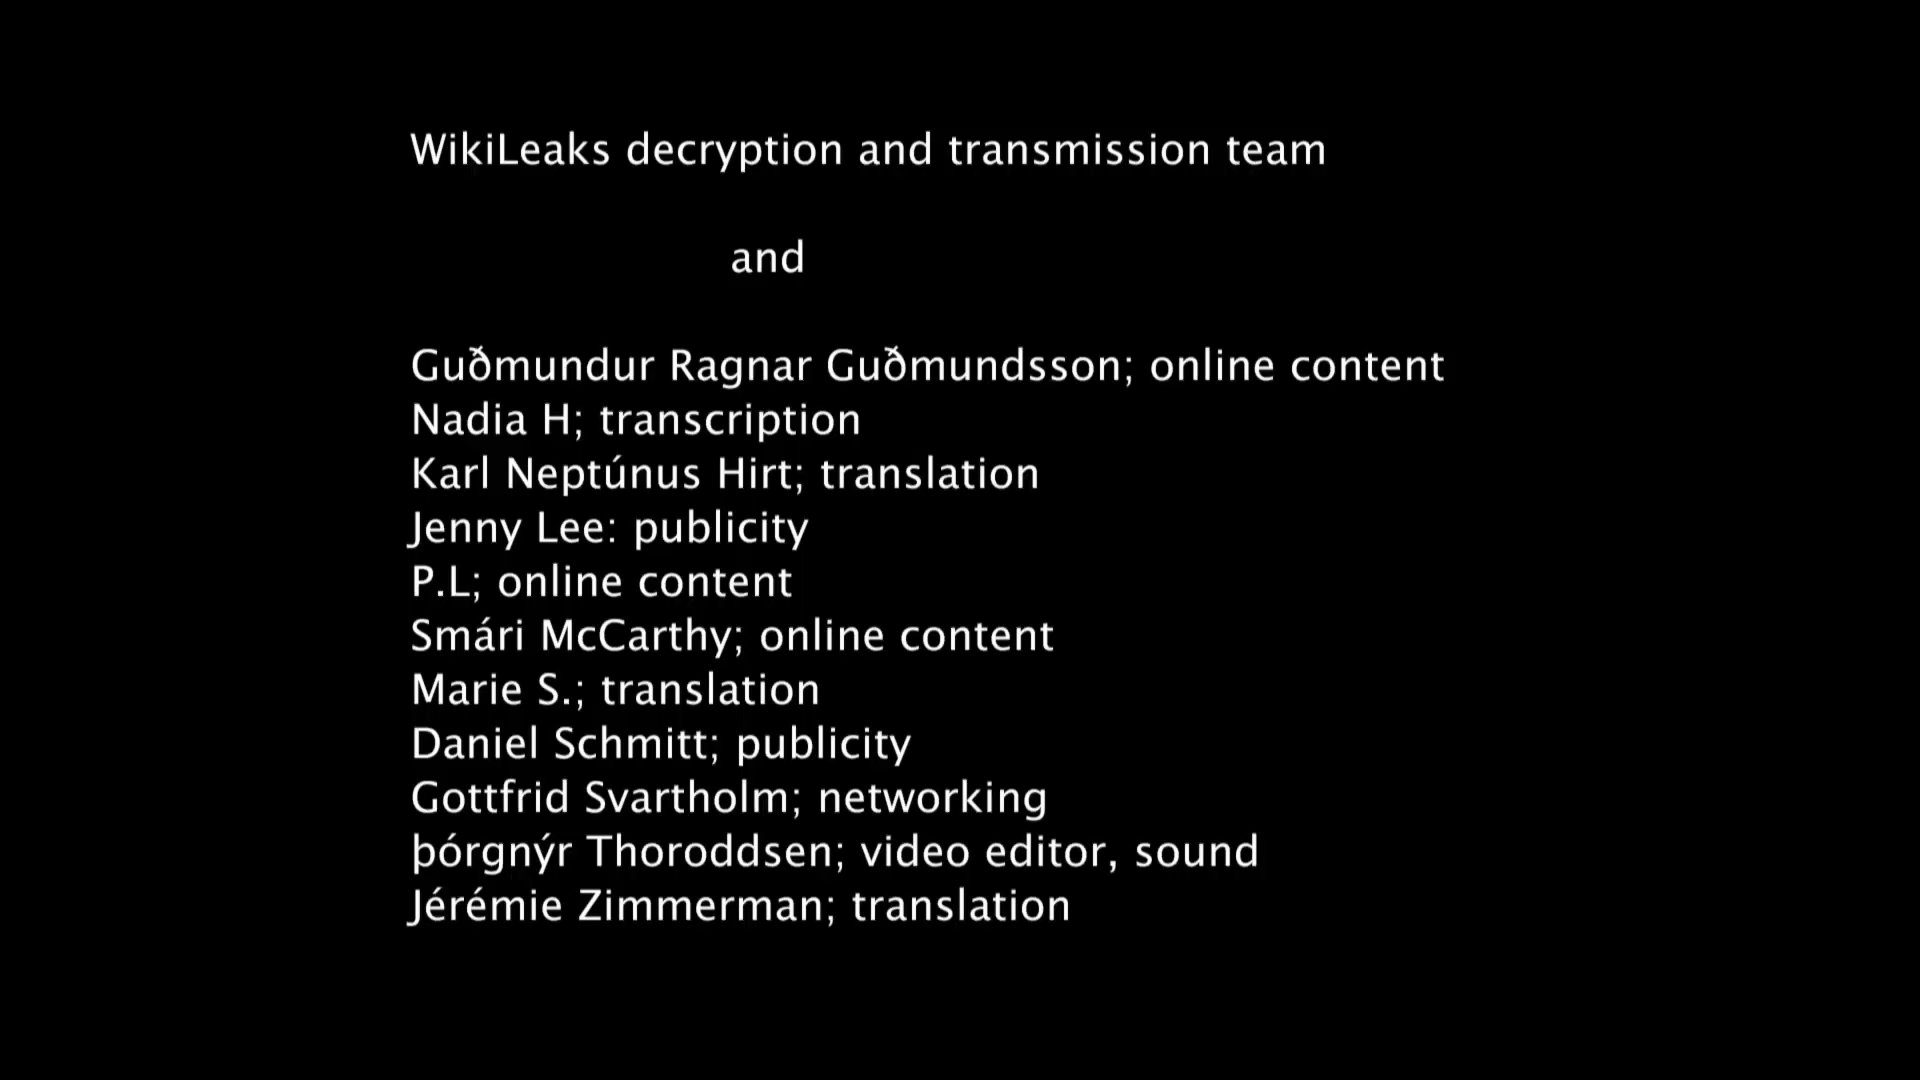 WikiLeaks decryption and transmission team
and
Guðmundur Ragnar Guðmundsson; online content
Nadia H; transcription
Karl Neptúnus Hirt; translation
Jenny Lee: publicity
P.L; online content
Smári McCarthy; online content
Marie S.; translation
Daniel Schmitt; publicity
Gottfrid Svartholm; networking
þórgnýr Thoroddsen; video editor, sound
Jérémie Zimmerman; translation